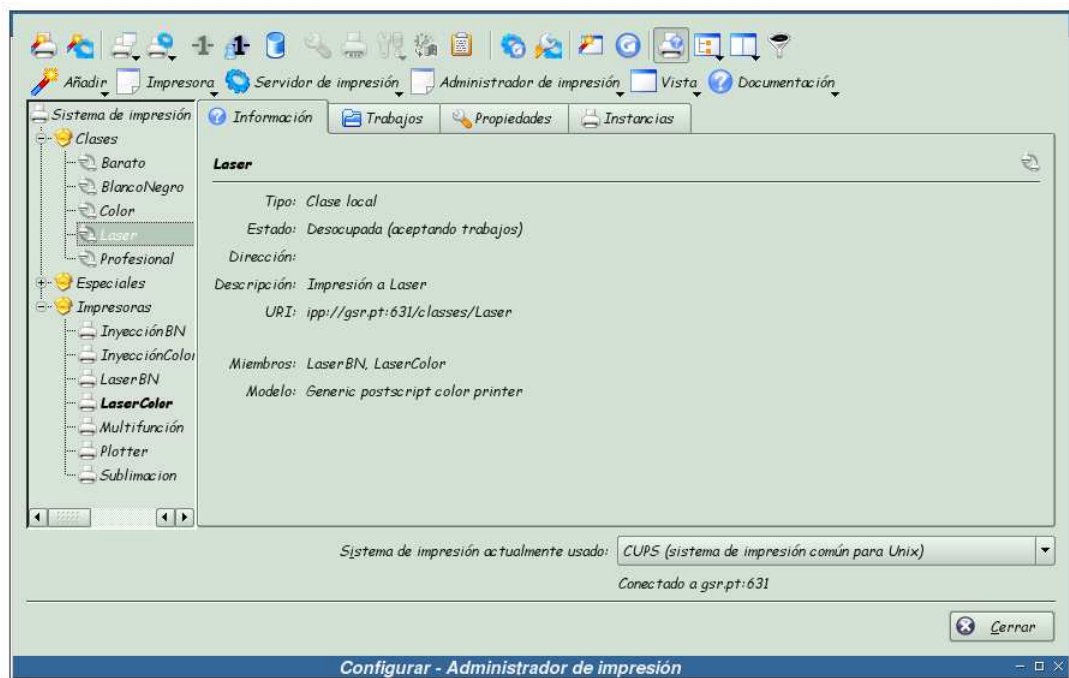 Añadir Impresora Servidor de impresión Administrador de impresión Vista Documentación
Sistema de impresión
Clases
Barato
BlancoNegro
Color
Laser
Profesional
Especiales
Impresoras
InyecciónBN
InyecciónColor
LaserBN
LaserColor
Multifunción
Plotter
Sublimacion
Información Trabajos Propiedades Instancias
Laser
Tipo: Clase local
Estado: Desocupada (aceptando trabajos)
Dirección:
Descripción: Impresión a Laser
URI: ipp://gsr.pt:631/classes/Laser
Miembros: LaserBN, LaserColor
Modelo: Generic postscript color printer
Sistema de impresión actualmente usado: CUPS (sistema de impresión común para Unix)
Conectado a gsr.pt:631
Cerrar
Configurar - Administrador de impresión